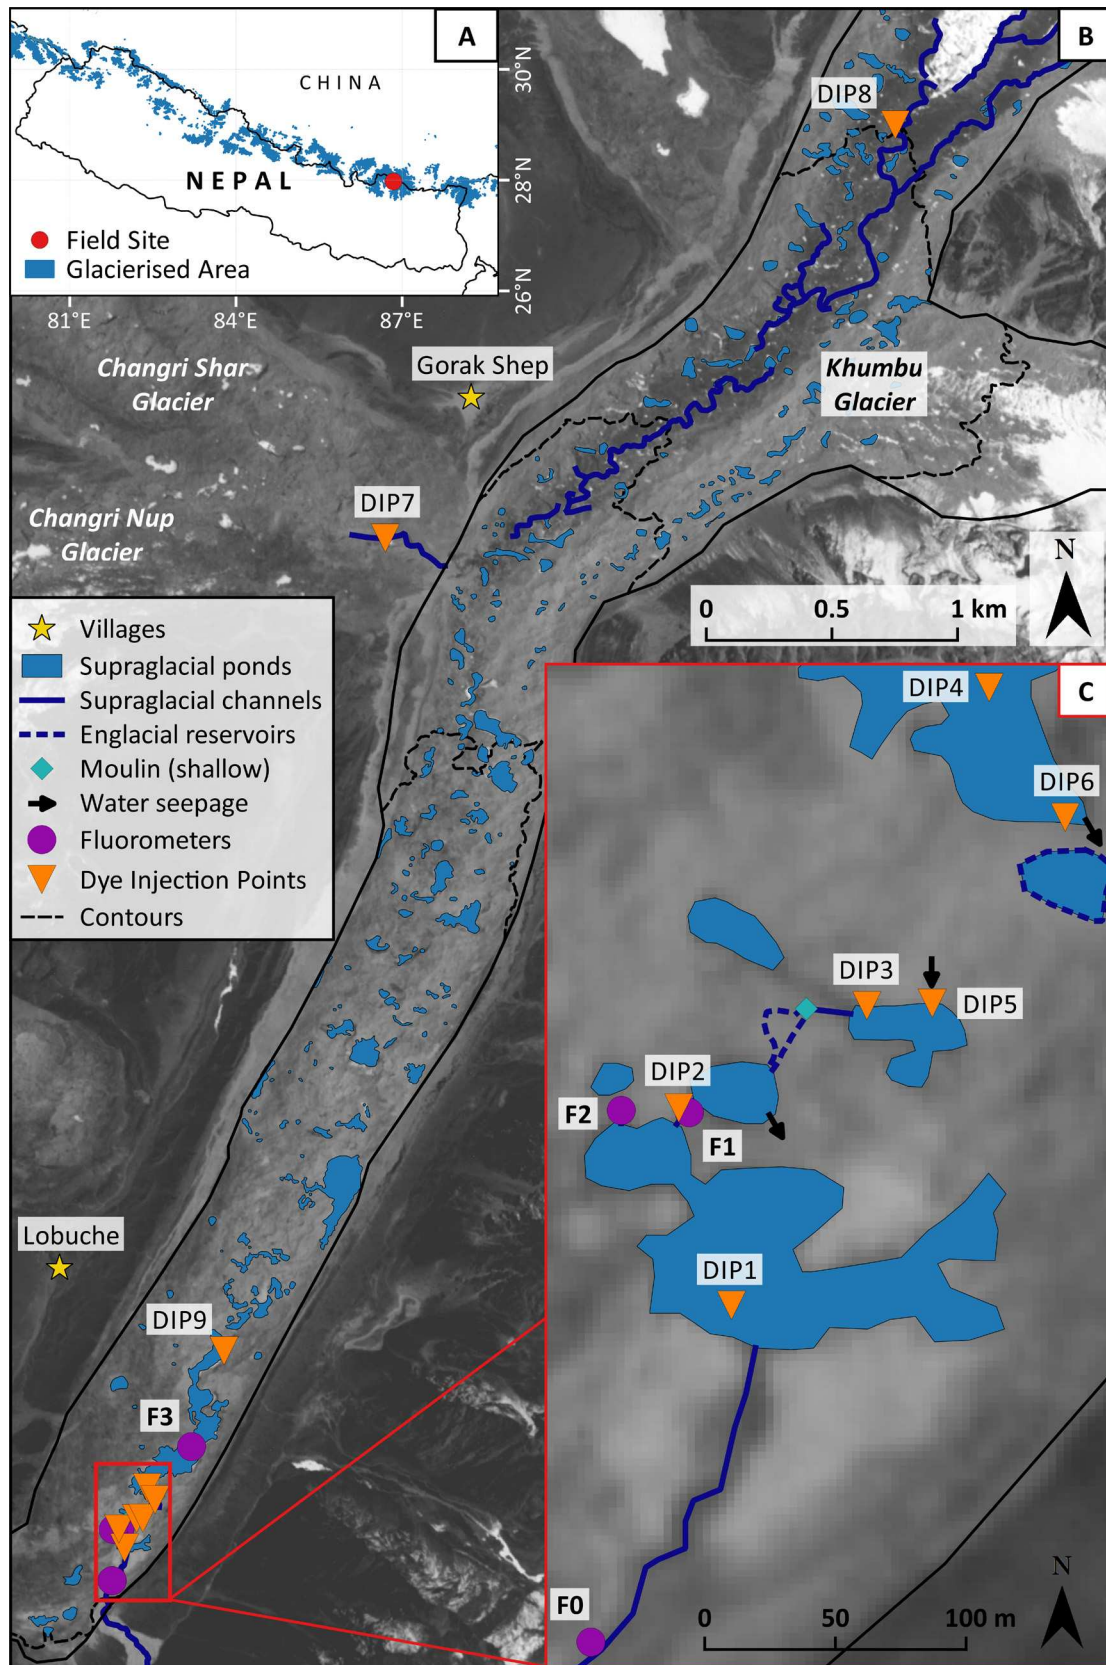 A
CHINA
NEPAL
Field Site
Glacierised Area
30°N
28°N
26°N
81°E
84°E
87°E
B
DIP8
Changri Shar
Glacier
Gorak Shep
Khumbu
Glacier
DIP7
Changri Nup
Glacier
N
0
0.5
1 km
Villages
Supraglacial ponds
Supraglacial channels
Englacial reservoirs
Moulin (shallow)
Water seepage
Fluorometers
Dye Injection Points
Contours
Lobuche
DIP9
F3
C
DIP4
DIP6
DIP3
DIP5
DIP2
F2
F1
DIP1
F0
0
50
100 m
N